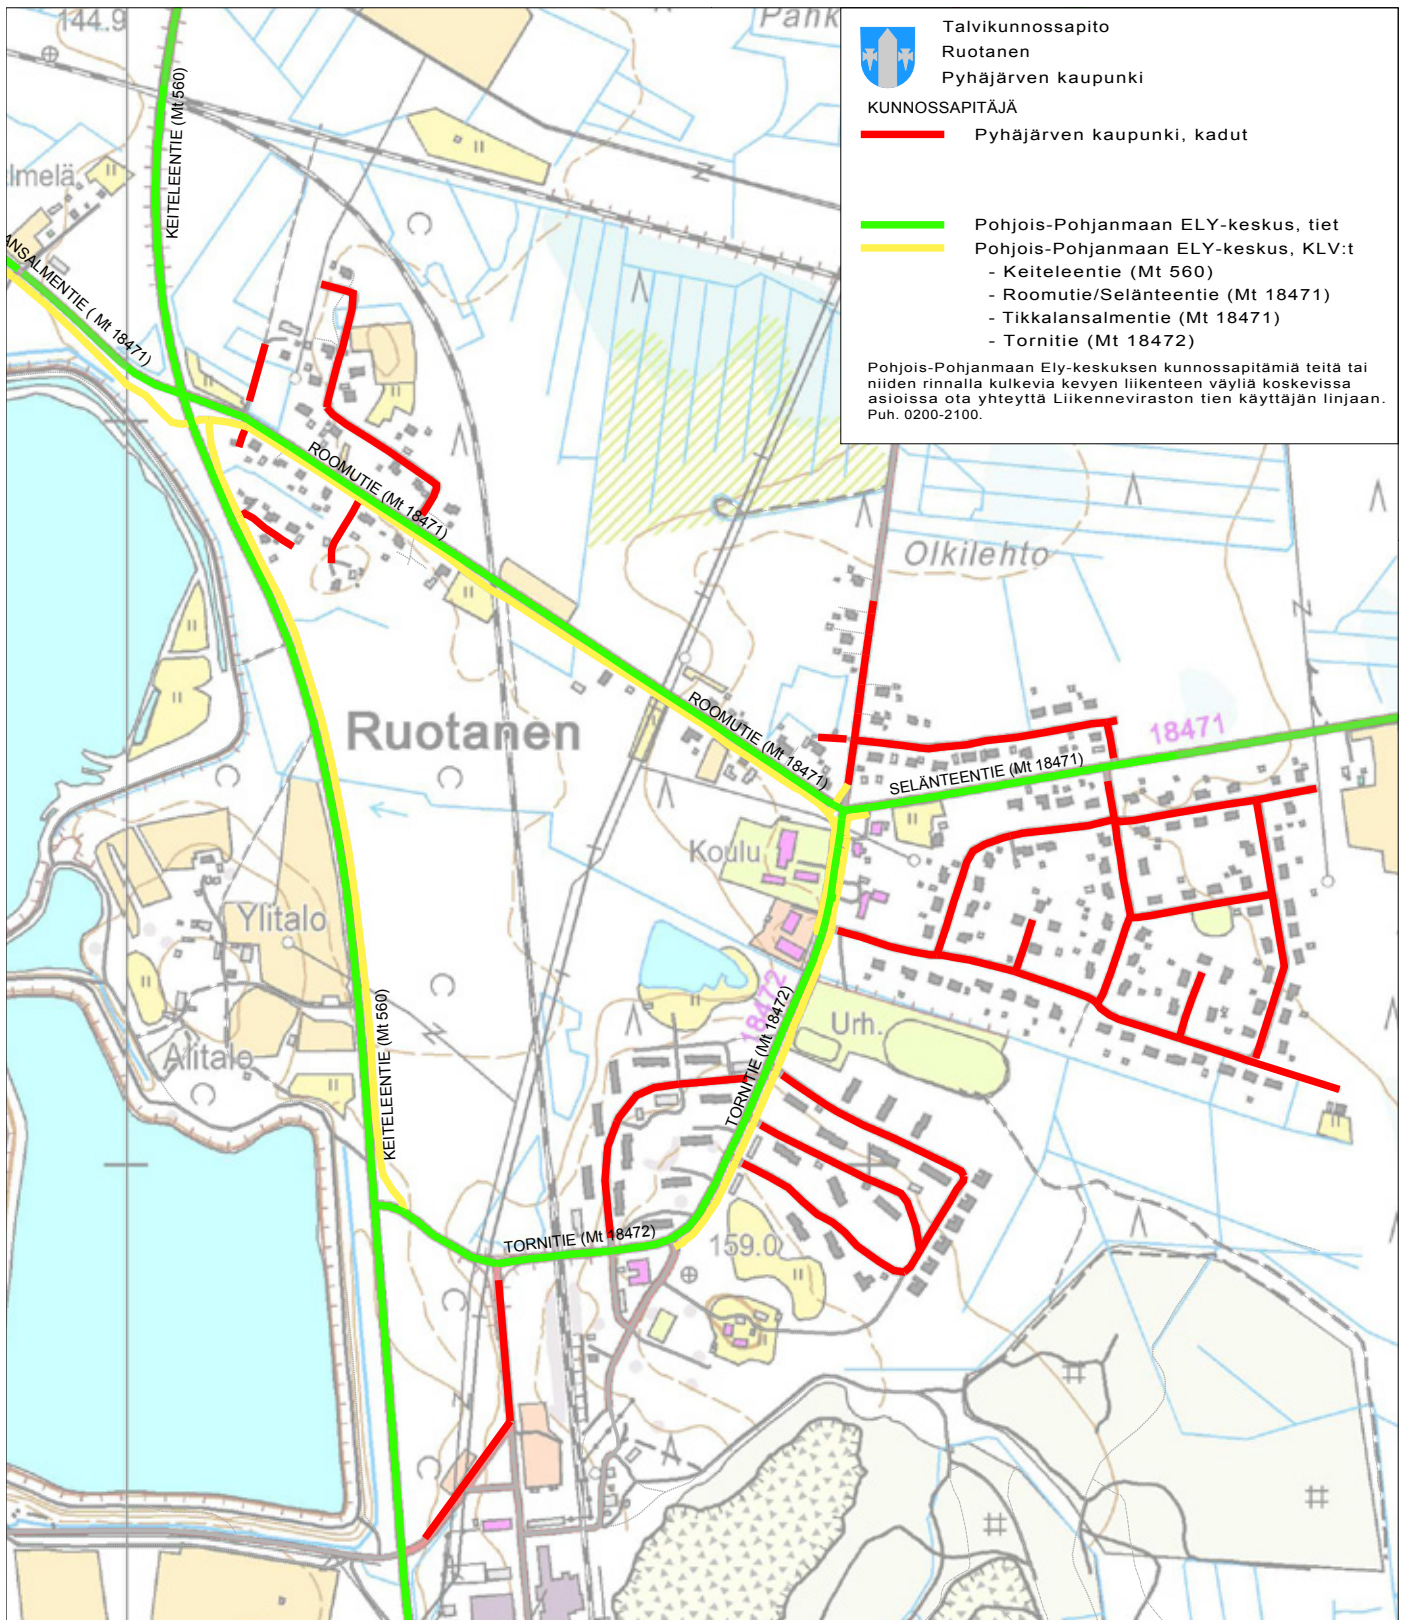 Talvikunnossapito
Ruotanen
Pyhäjärven kaupunki
KUNNOSSAPITÄJÄ
Pyhäjärven kaupunki, kadut
Pohjois-Pohjanmaan ELY-keskus, tiet
Pohjois-Pohjanmaan ELY-keskus, KLV:t
- Keiteleentie (Mt 560)
- Roomutie/Selänteentie (Mt 18471)
- Tikkalansalmentie (Mt 18471)
- Tornitie (Mt 18472)
Pohjois-Pohjanmaan Ely-keskuksen kunnossapitämiä teitä tai
niiden rinnalla kulkevia kevyen liikenteen väyliä koskevissa
asioissa ota yhteyttä Liikenneviraston tien käyttäjän linjaan.
Puh. 0200-2100.
144.9
Pahk
KEITELEENTIE (Mt 560)
lmelä
ANSALMENTIE ( Mt 18471)
ROOMUTIE (Mt 18471)
Olkilehto
Ruotanen
ROOMUTIE (Mt 18471)
18471
SELÄNTEENTIE (Mt 18471)
Koulu
Ylitalo
18472
Urh.
Alitalo
KEITELEENTIE (Mt 560)
TORNITIE (Mt 18472)
TORNITIE (Mt 18472)
159.0